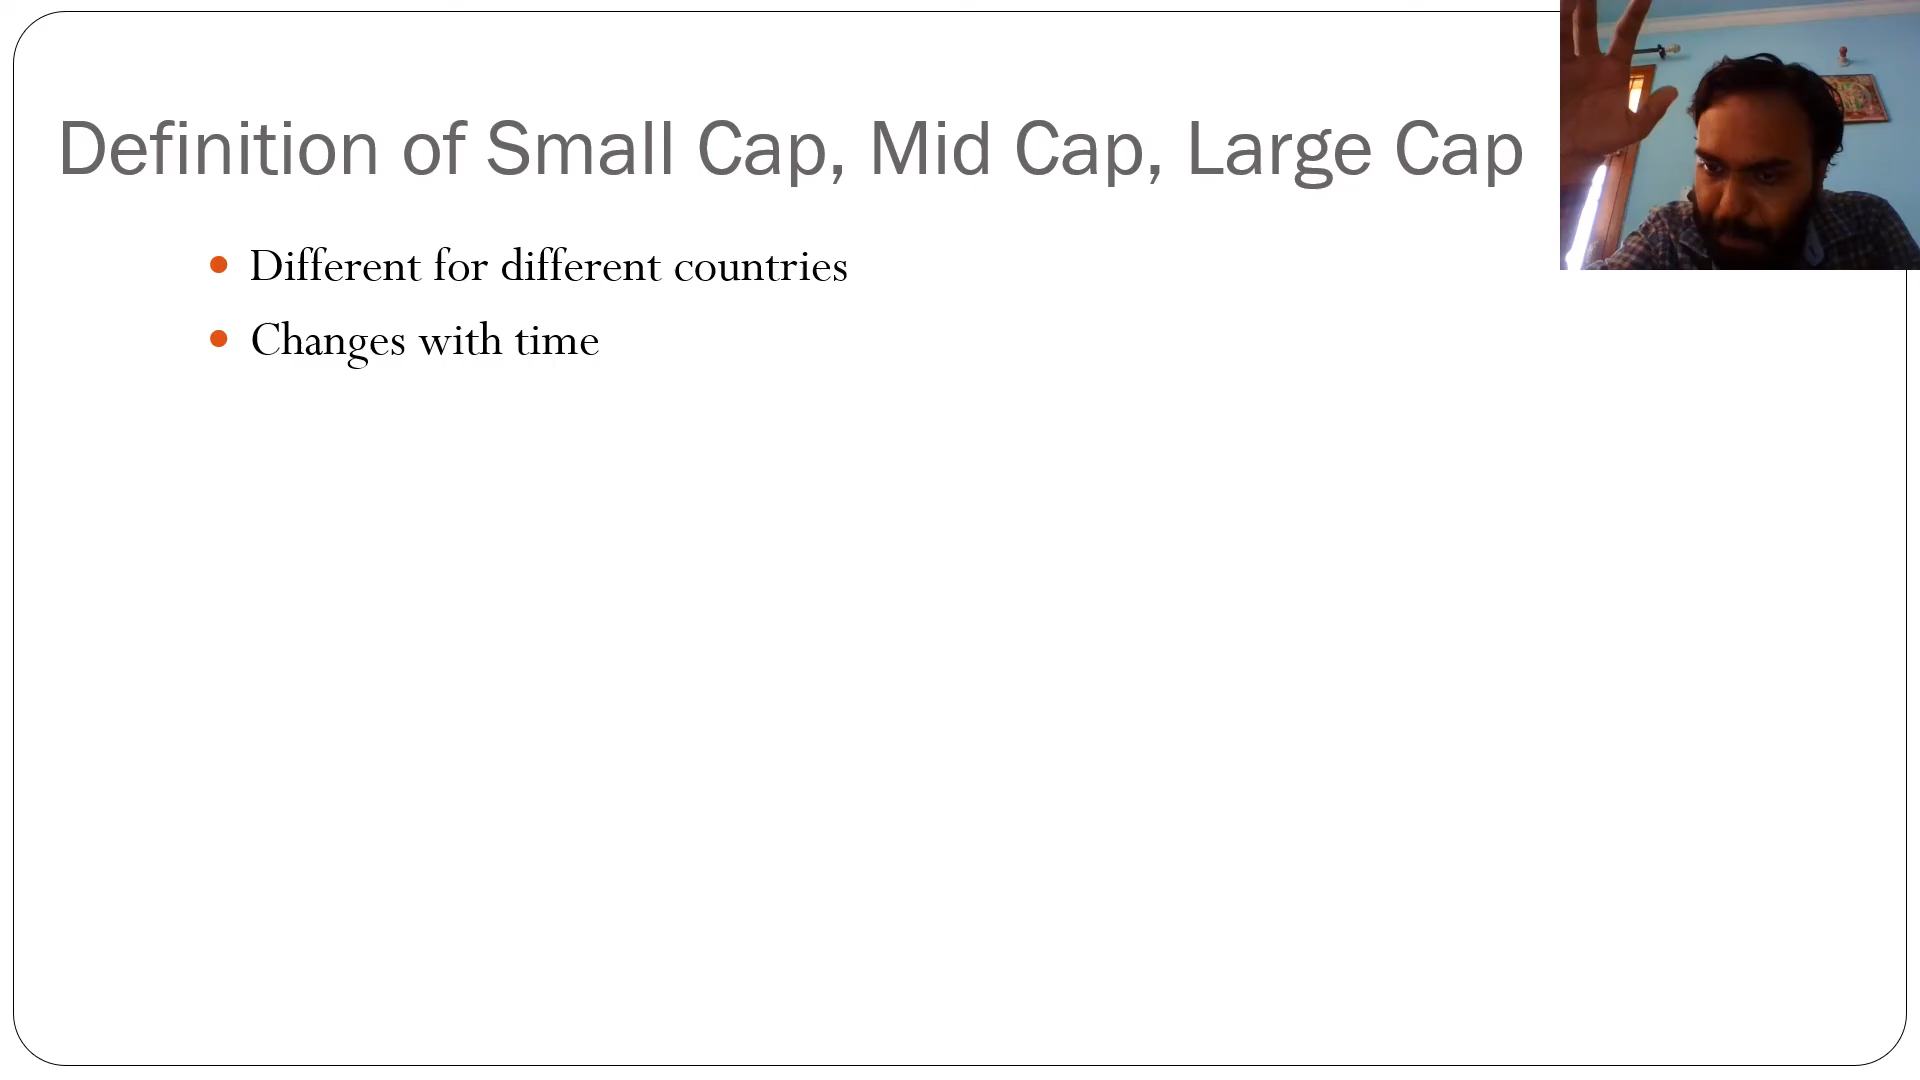 Definition of Small Cap, Mid Cap, Large Cap
Different for different countries
Changes with time